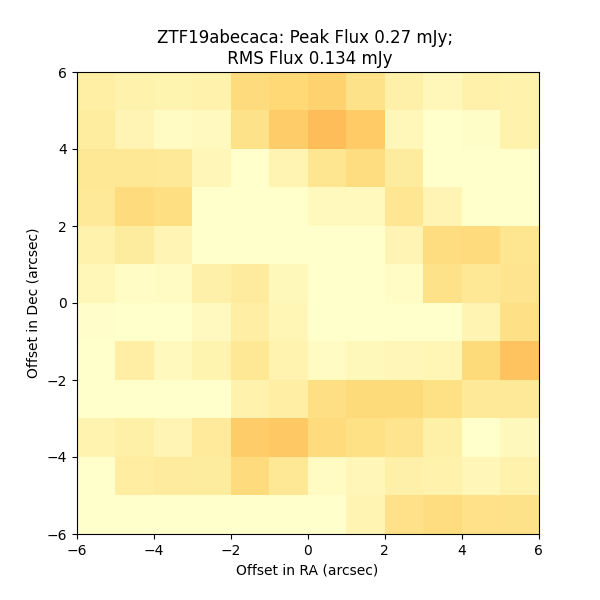 ZTF19abecaca: Peak Flux 0.27 mJy;
RMS Flux 0.134 mJy
6
4
2
0
−2
−4
−6
Offset in Dec (arcsec)
−6 −4 −2 0 2 4 6
Offset in RA (arcsec)